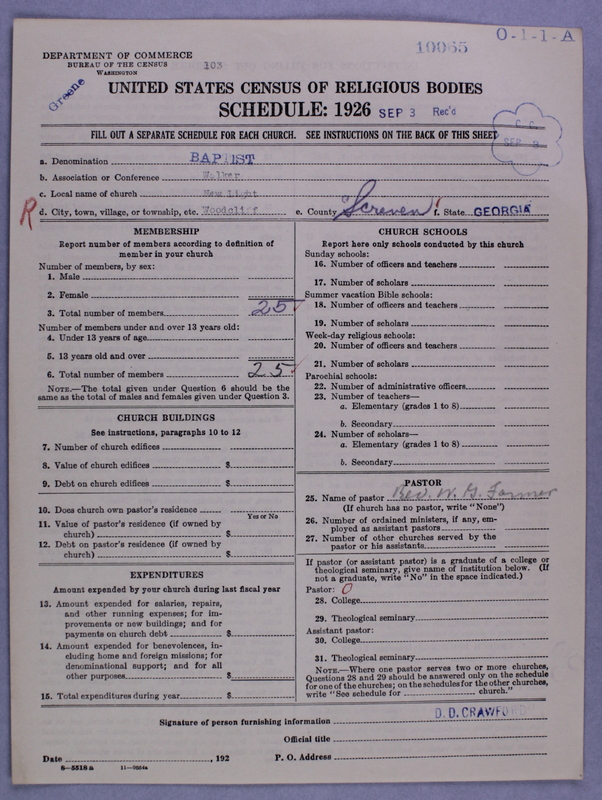 O-1-1-A
10965
DEPARTMENT OF COMMERCE
BUREAU OF THE CENSUS
WASHINGTON
103
Greene
UNITED STATES CENSUS OF RELIGIOUS BODIES
SCHEDULE: 1926 SEP 3 Rec'd
FILL OUT A SEPARATE SCHEDULE FOR EACH CHURCH. SEE INSTRUCTIONS ON THE BACK OF THIS SHEET
a. Denomination BAPTIST
b. Association or Conference Walker
c. Local name of church New Light
R
d. City, town, village, or township, etc. Woodcliff e. County Screven f. State GEORGIA
MEMBERSHIP
Report number of members according to definition of
member in your church
Number of members, by sex:
1. Male
2. Female
3. Total number of members 25
Number of members under and over 13 years old:
4. Under 13 years of age
5. 13 years old and over
6. Total number of members 25
NOTE.—The total given under Question 6 should be the
same as the total of males and females given under Question 3.
CHURCH BUILDINGS
See instructions, paragraphs 10 to 12
7. Number of church edifices
8. Value of church edifices $
9. Debt on church edifices $
10. Does church own pastor's residence
Yes or No
11. Value of pastor's residence (if owned by
church) $
12. Debt on pastor's residence (if owned by
church) $
EXPENDITURES
Amount expended by your church during last fiscal year
13. Amount expended for salaries, repairs,
and other running expenses; for im-
provements or new buildings; and for
payments on church debt $
14. Amount expended for benevolences, in-
cluding home and foreign missions; for
denominational support; and for all
other purposes $
15. Total expenditures during year $
CHURCH SCHOOLS
Report here only schools conducted by this church
Sunday schools:
16. Number of officers and teachers
17. Number of scholars
Summer vacation Bible schools:
18. Number of officers and teachers
19. Number of scholars
Week-day religious schools:
20. Number of officers and teachers
21. Number of scholars
Parochial schools:
22. Number of administrative officers
23. Number of teachers—
a. Elementary (grades 1 to 8)
b. Secondary
24. Number of scholars—
a. Elementary (grades 1 to 8)
b. Secondary
PASTOR
25. Name of pastor Rev. W. G. Farmer
(If church has no pastor, write "None")
26. Number of ordained ministers, if any, em-
ployed as assistant pastors
27. Number of other churches served by the
pastor or his assistants
If pastor (or assistant pastor) is a graduate of a college or
theological seminary, give name of institution below. (If
not a graduate, write "No" in the space indicated.)
Pastor: 0
28. College
29. Theological seminary
Assistant pastor:
30. College
31. Theological seminary
NOTE.—Where one pastor serves two or more churches,
Questions 28 and 29 should be answered only on the schedule
for one of the churches; on the schedules for the other churches,
write "See schedule for church."
Signature of person furnishing information D. D. CRAWFORD
Official title
Date , 192 P. O. Address
8—5518a 11—9664a